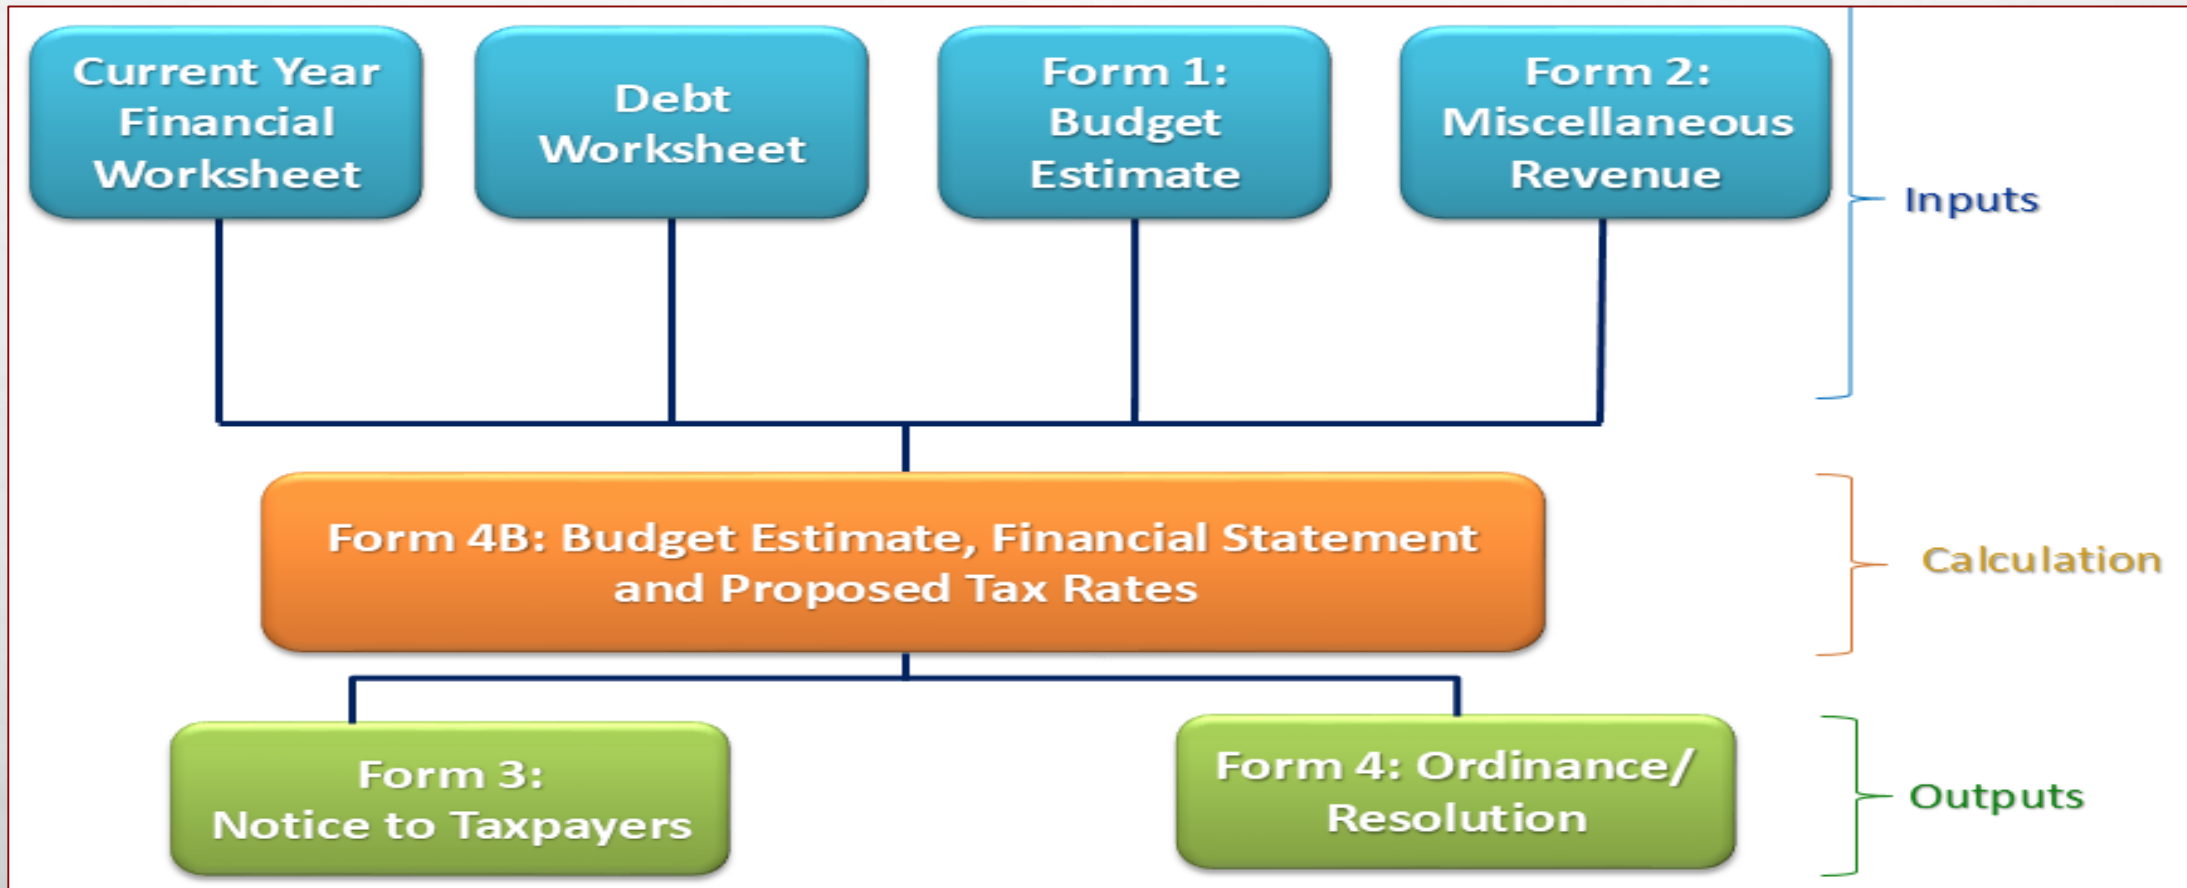 Current Year
Financial
Worksheet
Debt
Worksheet
Form 1:
Budget
Estimate
Form 2:
Miscellaneous
Revenue
Inputs
Form 4B: Budget Estimate, Financial Statement
and Proposed Tax Rates
Calculation
Form 3:
Notice to Taxpayers
Form 4: Ordinance/
Resolution
Outputs